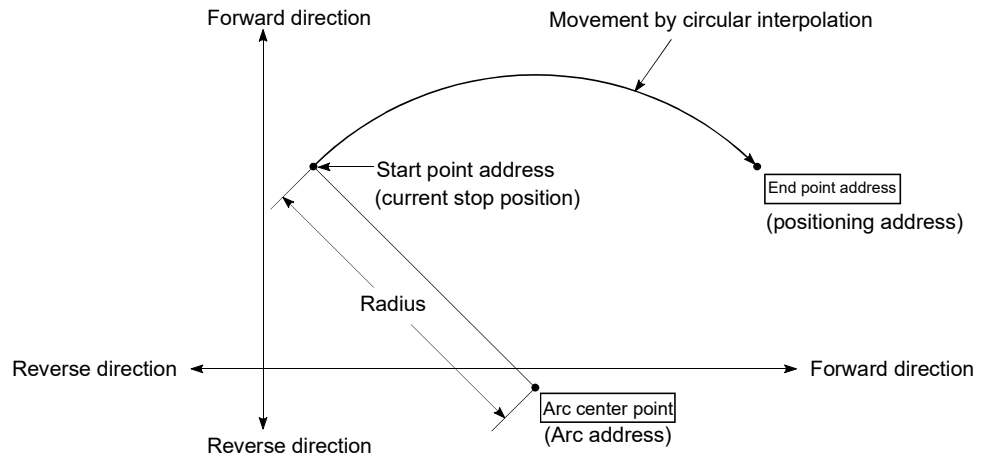 Forward direction
Movement by circular interpolation
Start point address
(current stop position)
End point address
(positioning address)
Radius
Reverse direction
Forward direction
Arc center point
(Arc address)
Reverse direction